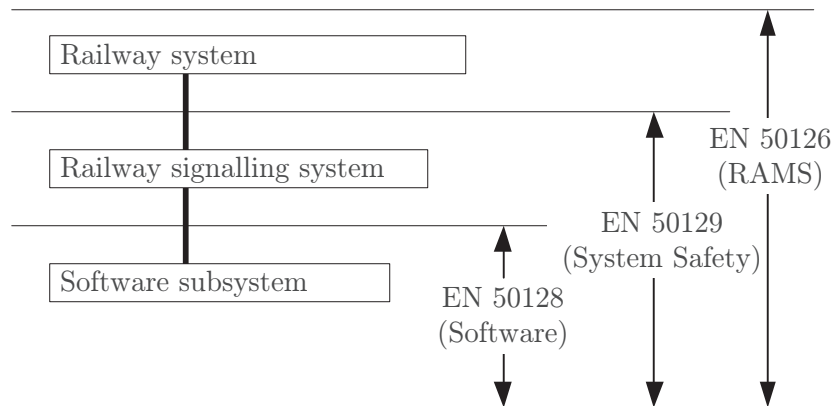 Railway system
EN 50126
(RAMS)
Railway signalling system
EN 50129
(System Safety)
Software subsystem
EN 50128
(Software)